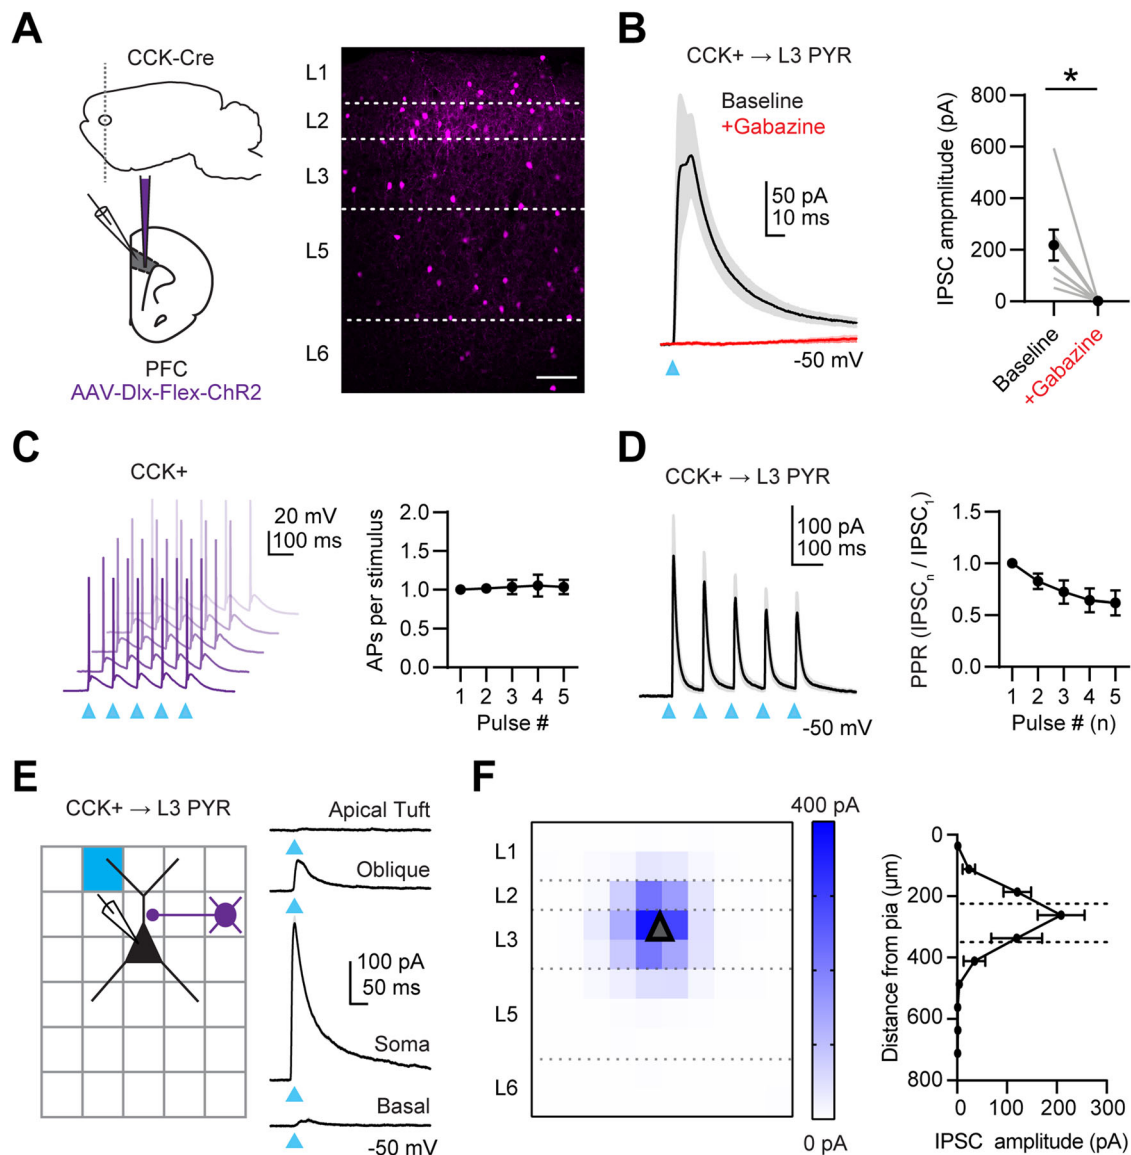 A
CCK-Cre
PFC
AAV-Dlx-Flex-ChR2
L1
L2
L3
L5
L6
B
CCK+ → L3 PYR
Baseline
+Gabazine
50 pA
10 ms
-50 mV
*
IPSC ampmlitude (pA)
800
600
400
200
0
Baseline
+Gabazine
C
CCK+
20 mV
100 ms
APs per stimulus
2.0
1.5
1.0
0.5
0.0
1 2 3 4 5
Pulse #
D
CCK+ → L3 PYR
100 pA
100 ms
-50 mV
PPR (IPSCn / IPSC1)
1.5
1.0
0.5
0.0
1 2 3 4 5
Pulse # (n)
E
CCK+ → L3 PYR
Apical Tuft
Oblique
100 pA
50 ms
Soma
Basal
-50 mV
F
L1
L2
L3
L5
L6
400 pA
0 pA
Distance from pia (µm)
0
200
400
600
800
0 100 200 300
IPSC amplitude (pA)